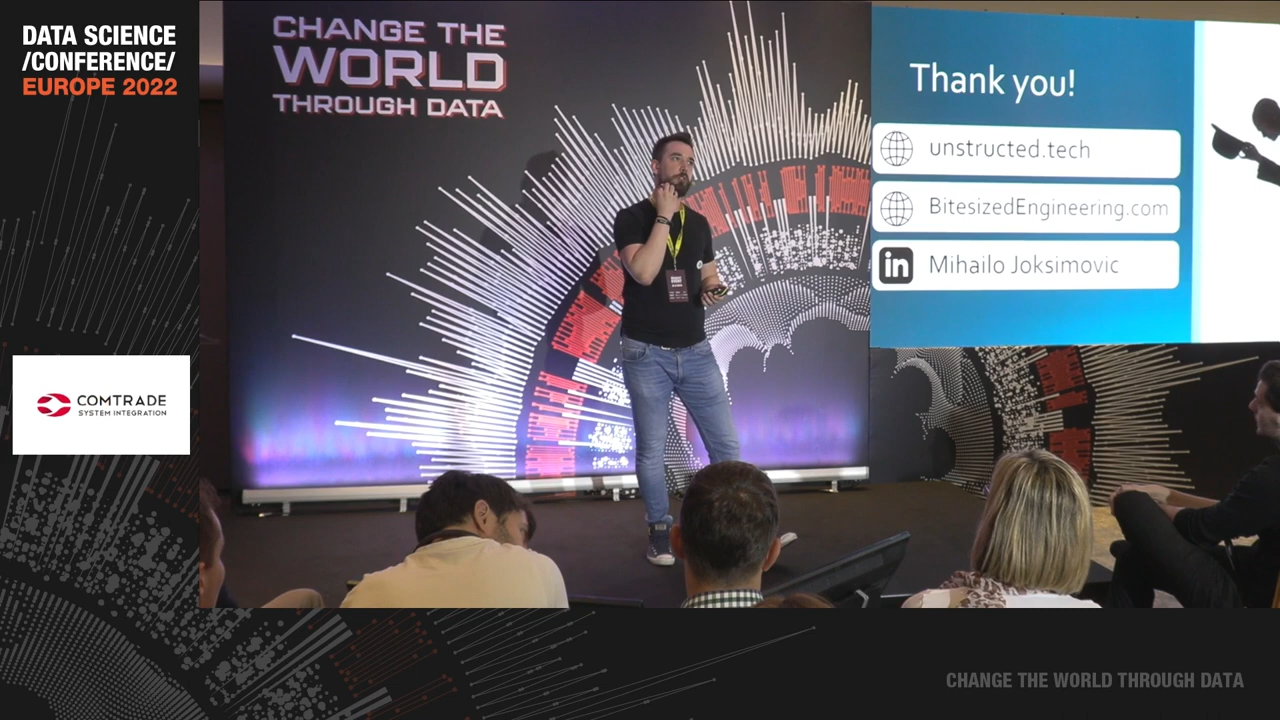 DATA SCIENCE
/CONFERENCE/
EUROPE 2022
COMTRADE
SYSTEM INTEGRATION
CHANGE THE
WORLD
THROUGH DATA
Thank you!
unstructed.tech
BitesizedEngineering.com
in
Mihailo Joksimovic
CHANGE THE WORLD THROUGH DATA